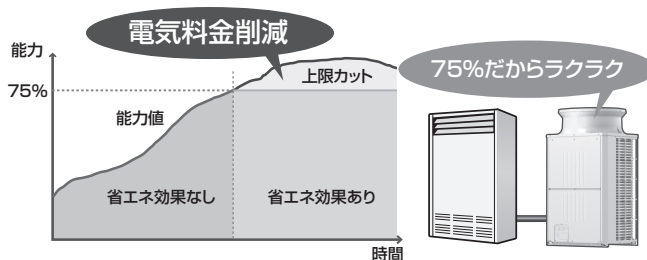 電気料金削減
能力
75%
上限カット
75%だからラクラク
能力値
省エネ効果なし
省エネ効果あり
時間